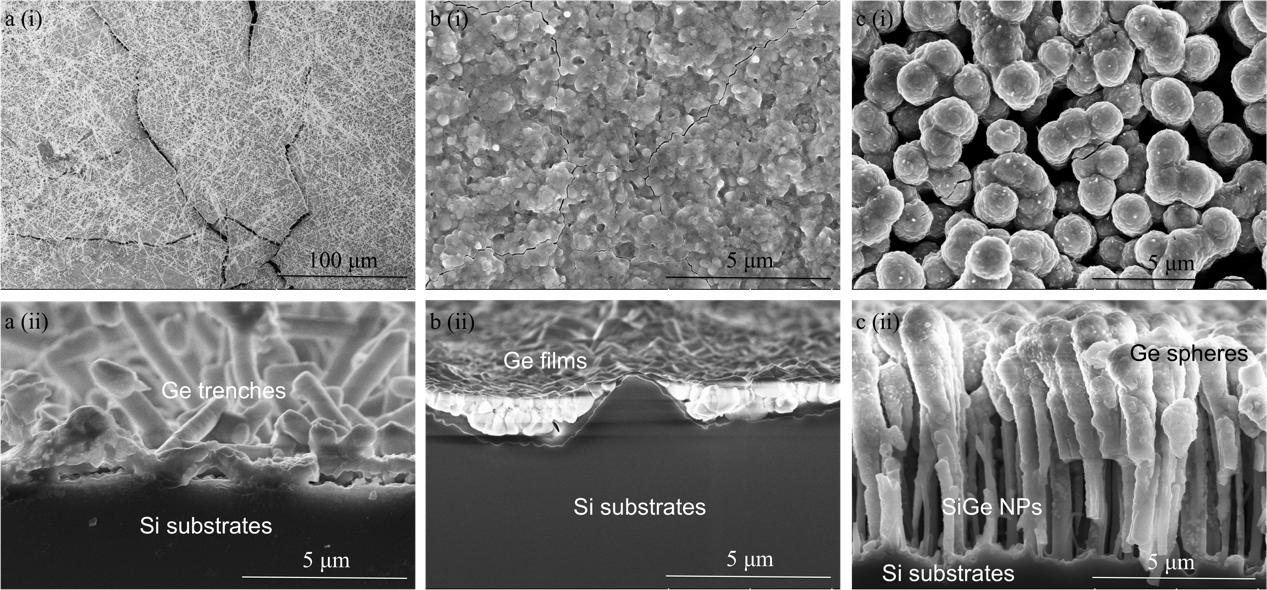 a (i)
100 μm
b (i)
5 μm
c (i)
5 μm
a (ii)
Ge trenches
Si substrates
5 μm
b (ii)
Ge films
Si substrates
5 μm
c (ii)
Ge spheres
SiGe NPs
5 μm
Si substrates